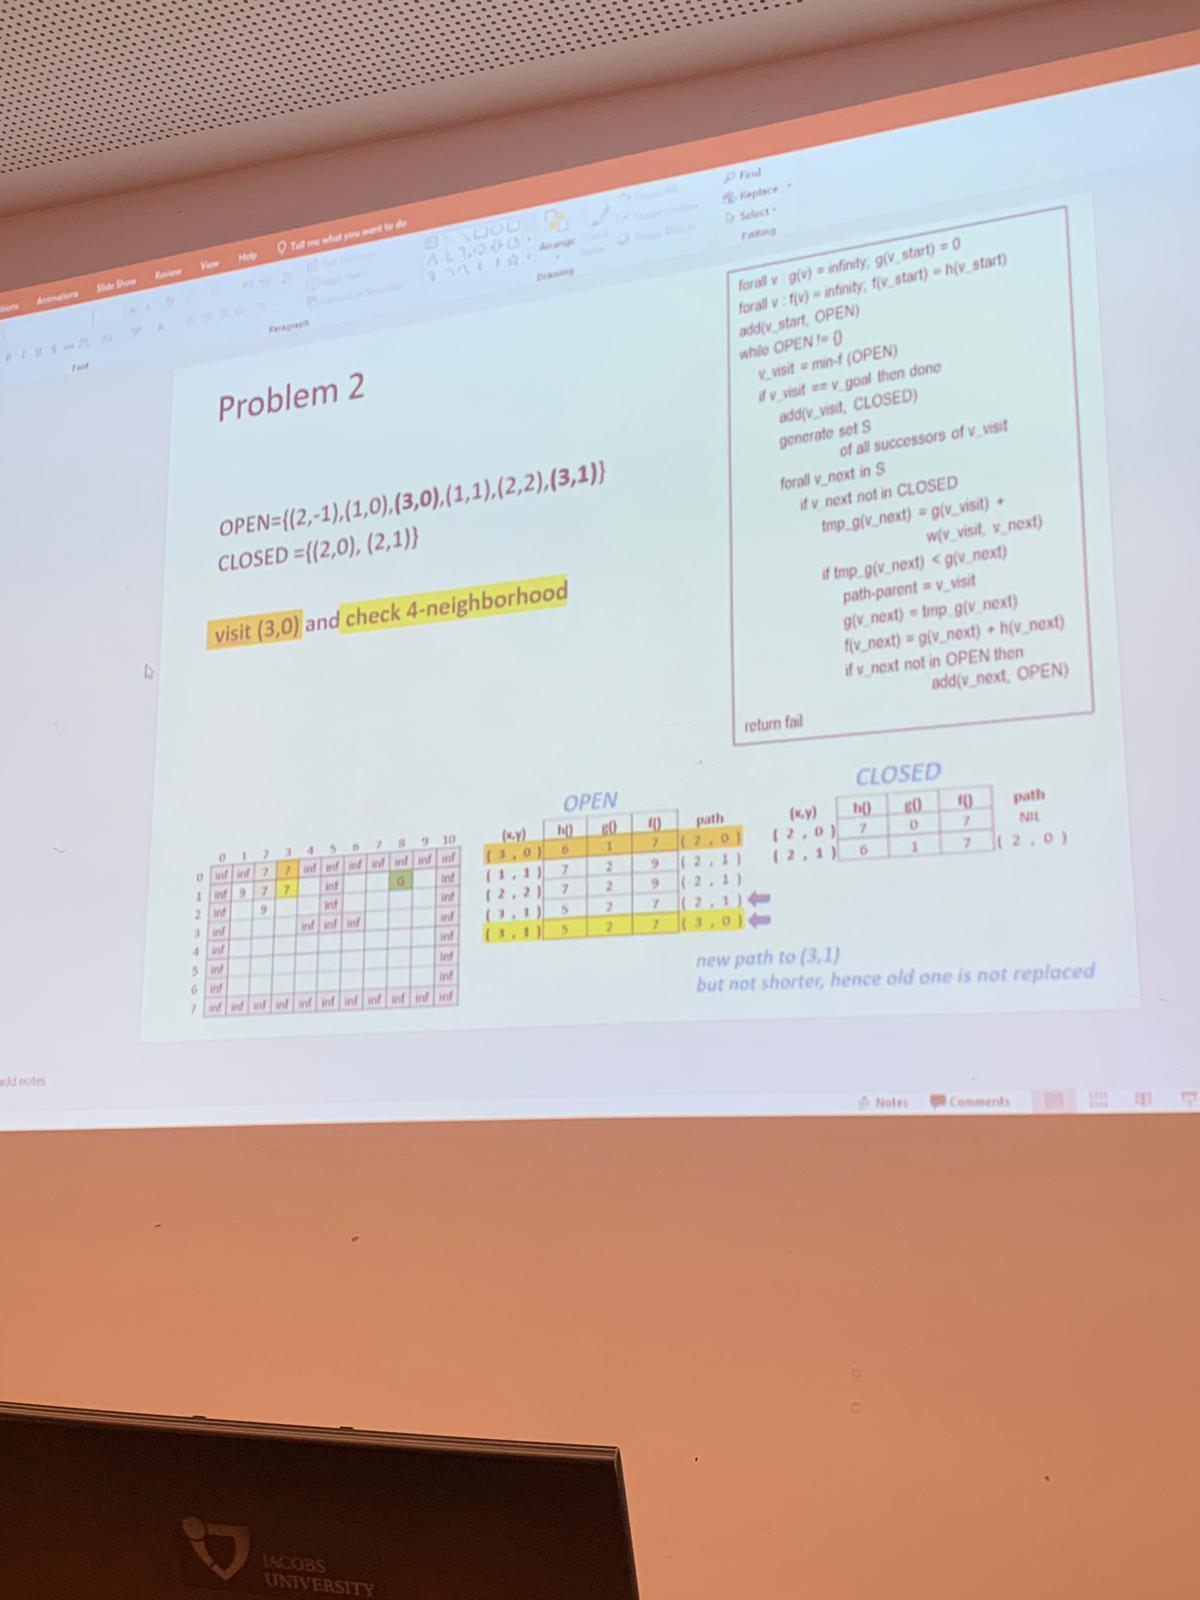 Animations
Slide Show
Review
View
Help
Tell me what you want to do
Find
Replace
Select
Editing
Arrange
Drawing
Paragraph
Font
Problem 2
OPEN={(2,-1),(1,0),(3,0),(1,1),(2,2),(3,1)}
CLOSED ={(2,0), (2,1)}
visit (3,0) and check 4-neighborhood
forall v : g(v) = infinity; g(v_start) = 0
forall v : f(v) = infinity; f(v_start) = h(v_start)
add(v_start, OPEN)
while OPEN != {}
v_visit = min-f (OPEN)
if v_visit == v_goal then done
add(v_visit, CLOSED)
generate set S
of all successors of v_visit
forall v_next in S
if v_next not in CLOSED
tmp_g(v_next) = g(v_visit) +
w(v_visit, v_next)
if tmp_g(v_next) < g(v_next)
path-parent = v_visit
g(v_next) = tmp_g(v_next)
f(v_next) = g(v_next) + h(v_next)
if v_next not in OPEN then
add(v_next, OPEN)
return fail
0 1 2 3 4 5 6 7 8 9 10
0 inf inf 7 7 inf inf inf inf inf inf inf
1 inf 9 7 7 inf G inf
2 inf 9 inf inf
3 inf inf inf inf inf
4 inf inf
5 inf inf
6 inf inf
7 inf inf inf inf inf inf inf inf inf inf inf
OPEN
(x,y) h() g() f() path
( 3 , 0 ) 6 1 7 ( 2 , 0 )
( 1 , 1 ) 7 2 9 ( 2 , 1 )
( 2 , 2 ) 7 2 9 ( 2 , 1 )
( 3 , 1 ) 5 2 7 ( 2 , 1 )
( 3 , 1 ) 5 2 7 ( 3 , 0 )
CLOSED
(x,y) h() g() f() path
( 2 , 0 ) 7 0 7 NIL
( 2 , 1 ) 6 1 7 ( 2 , 0 )
new path to (3,1)
but not shorter, hence old one is not replaced
add notes
Notes
Comments
JACOBS
UNIVERSITY